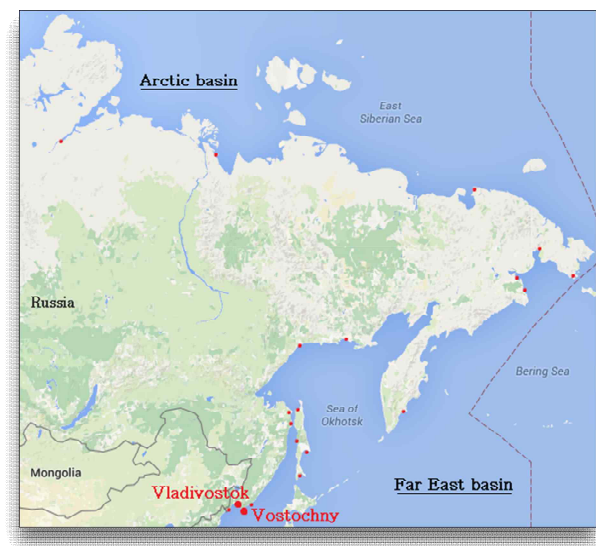 Arctic basin
East
Siberian Sea
Russia
Bering Sea
Sea of
Okhotsk
Mongolia
Far East basin
Vladivostok
Vostochny